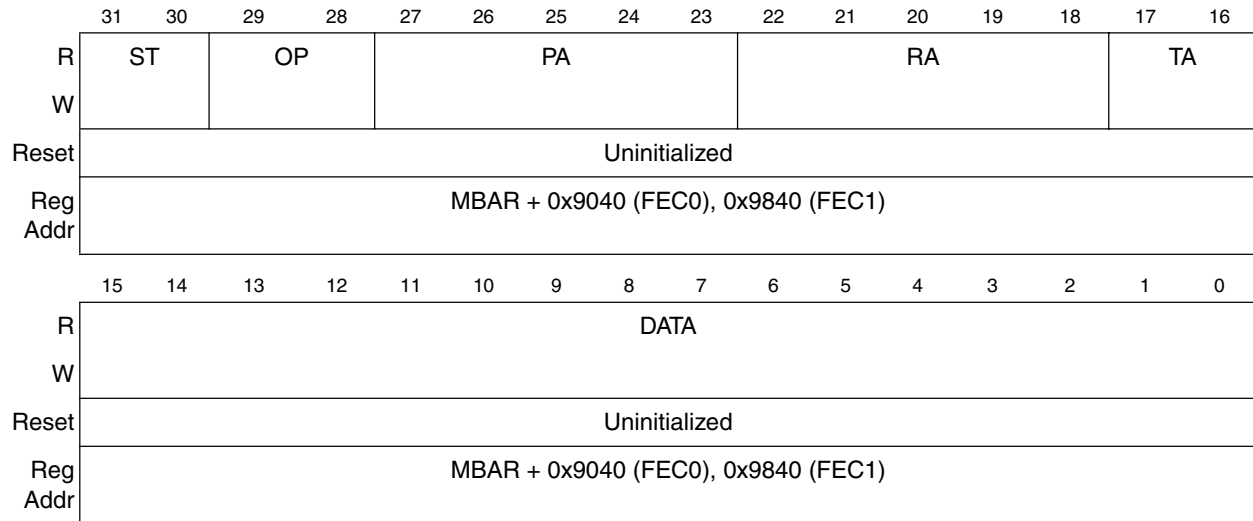 31 30 29 28 27 26 25 24 23 22 21 20 19 18 17 16
R ST OP PA RA TA
W
Reset Uninitialized
Reg Addr MBAR + 0x9040 (FEC0), 0x9840 (FEC1)
15 14 13 12 11 10 9 8 7 6 5 4 3 2 1 0
R DATA
W
Reset Uninitialized
Reg Addr MBAR + 0x9040 (FEC0), 0x9840 (FEC1)